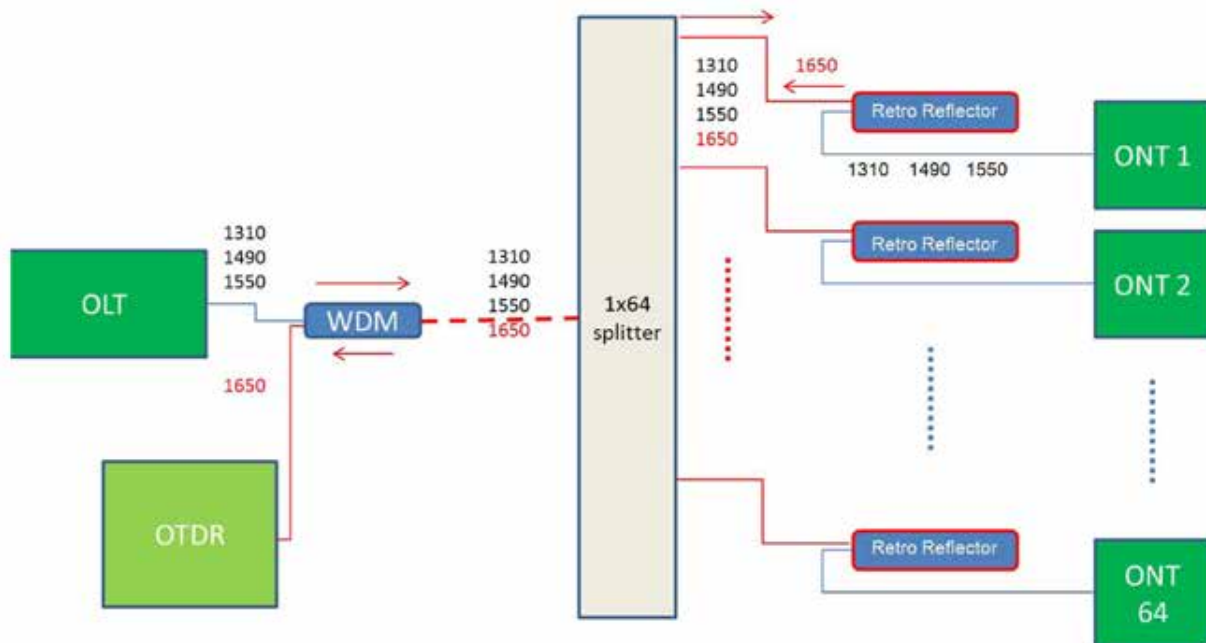 1310
1490
1550
1650
1650
Retro Reflector
ONT 1
1310 1490 1550
Retro Reflector
ONT 2
1310
1490
1550
OLT
WDM
1310
1490
1550
1650
1x64
splitter
1650
OTDR
Retro Reflector
ONT
64